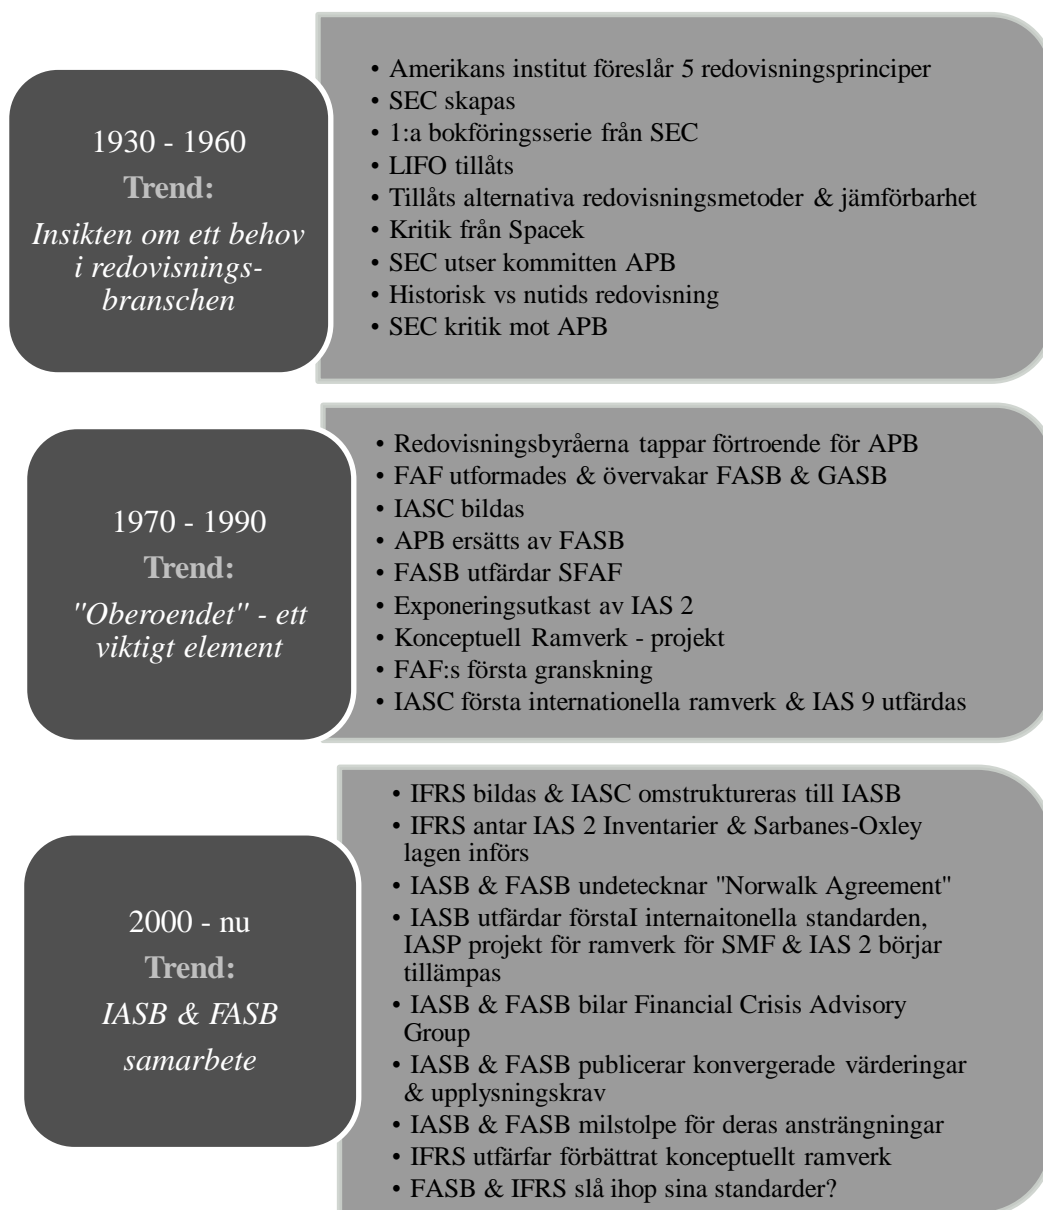 1930 - 1960
Trend:
Insikten om ett behov
i redovisnings-
branschen
• Amerikans institut föreslår 5 redovisningsprinciper
• SEC skapas
• 1:a bokföringsserie från SEC
• LIFO tillåts
• Tillåts alternativa redovisningsmetoder & jämförbarhet
• Kritik från Spacek
• SEC utser kommitten APB
• Historisk vs nutids redovisning
• SEC kritik mot APB
1970 - 1990
Trend:
"Oberoendet" - ett
viktigt element
• Redovisningsbyråerna tappar förtroende för APB
• FAF utformades & övervakar FASB & GASB
• IASC bildas
• APB ersätts av FASB
• FASB utfärdar SFAF
• Exponeringsutkast av IAS 2
• Konceptuell Ramverk - projekt
• FAF:s första granskning
• IASC första internationella ramverk & IAS 9 utfärdas
2000 - nu
Trend:
IASB & FASB
samarbete
• IFRS bildas & IASC omstruktureras till IASB
• IFRS antar IAS 2 Inventarier & Sarbanes-Oxley
lagen införs
• IASB & FASB undetecknar "Norwalk Agreement"
• IASB utfärdar förstaI internaitonella standarden,
IASP projekt för ramverk för SMF & IAS 2 börjar
tillämpas
• IASB & FASB bilar Financial Crisis Advisory
Group
• IASB & FASB publicerar konvergerade värderingar
& upplysningskrav
• IASB & FASB milstolpe för deras ansträngningar
• IFRS utfärfar förbättrat konceptuellt ramverk
• FASB & IFRS slå ihop sina standarder?